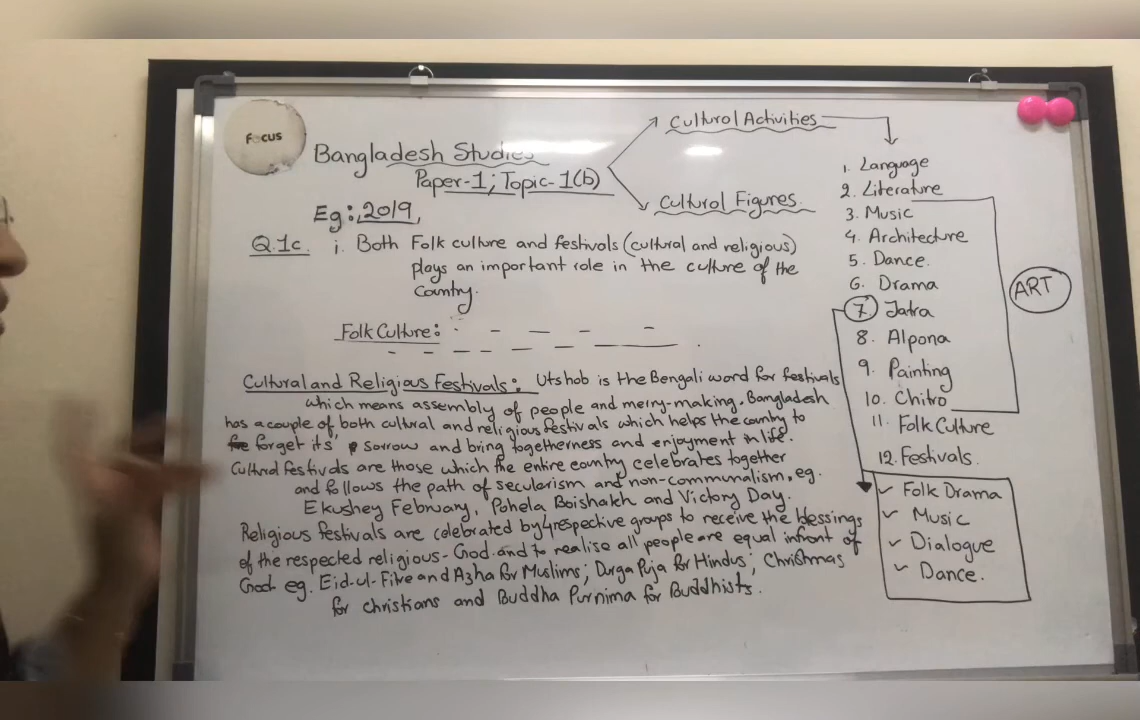 Focus
Bangladesh Studies
Paper-1; Topic-1(b)
Cultural Activities
Cultural Figures
Eg: 2019,
Q.1c. i. Both Folk culture and festivals (cultural and religious)
plays an important role in the culture of the
Country.
Folk Culture:
Cultural and Religious Festivals: Utshob is the Bengali word for festivals
which means assembly of people and merry-making. Bangladesh
has a couple of both cultural and religious festivals which helps the country to
forget its' sorrow and bring togetherness and enjoyment in life.
Cultural festivals are those which the entire country celebrates together
and follows the path of secularism and non-communalism, eg.
Ekushey February, Pohela Boishakh and Victory Day.
Religious festivals are celebrated by respective groups to receive the blessings
of the respected religious-God and to realise all people are equal infront of
God. eg. Eid-ul-Fitre and Azha for Muslims; Durga Puja for Hindus; Christmas
for christians and Buddha Purnima for Buddhists.
1. Language
2. Literature
3. Music
4. Architecture
5. Dance.
6. Drama
7. Jatra
8. Alpona
9. Painting
10. Chitro
11. Folk Culture
12. Festivals.
ART
Folk Drama
Music
Dialogue
Dance.